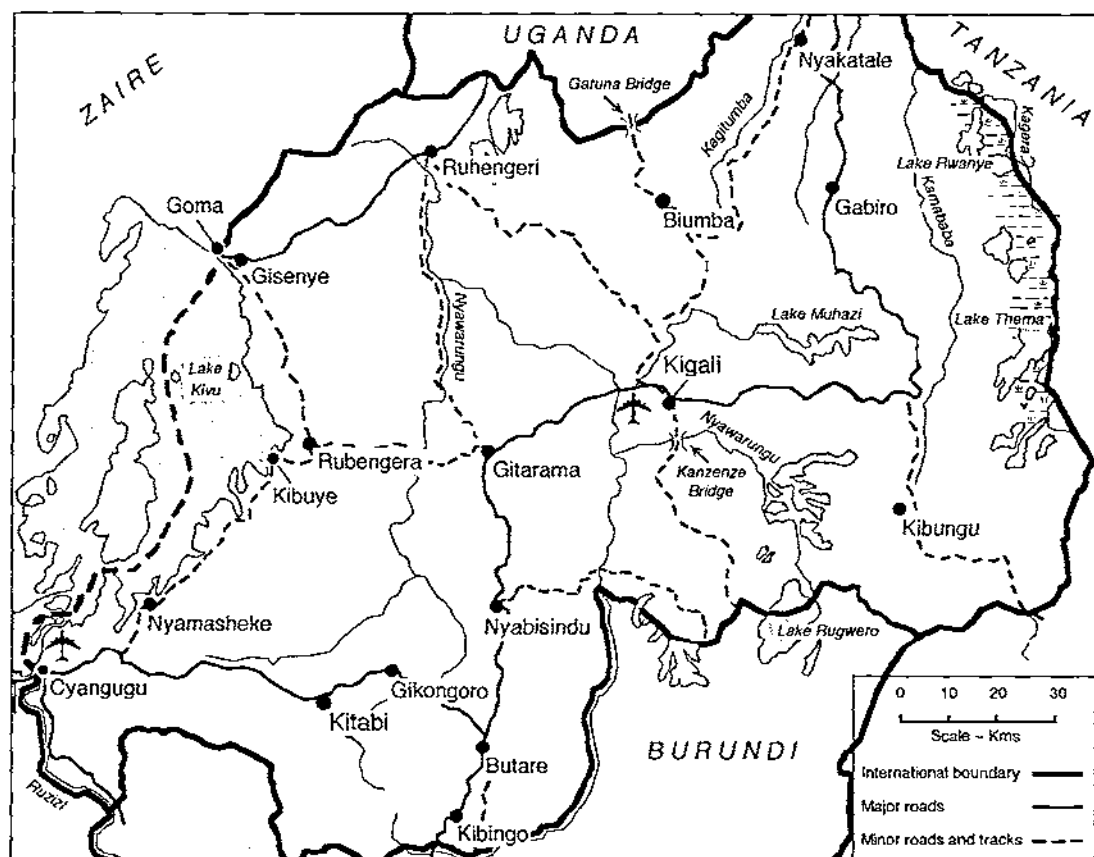 UGANDA
TANZANIA
ZAIRE
Gatuna Bridge
Nyakatale
Kagitumba
Kagera
Ruhengeri
Lake Rwanye
Goma
Biumba
Gabiro
Kamababa
Gisenye
Nyawarungu
Lake Muhazi
Lake Thema
Lake
Kivu
Kigali
Nyawarungu
Rubengera
Gitarama
Kanzenze
Bridge
Kibuye
Kibungu
Nyamasheke
Nyabisindu
Lake Rugwero
Cyangugu
Gikongoro
Kitabi
Butare
BURUNDI
Ruzizi
Kibingo
0 10 20 30
Scale ~ Kms
International boundary
Major roads
Minor roads and tracks